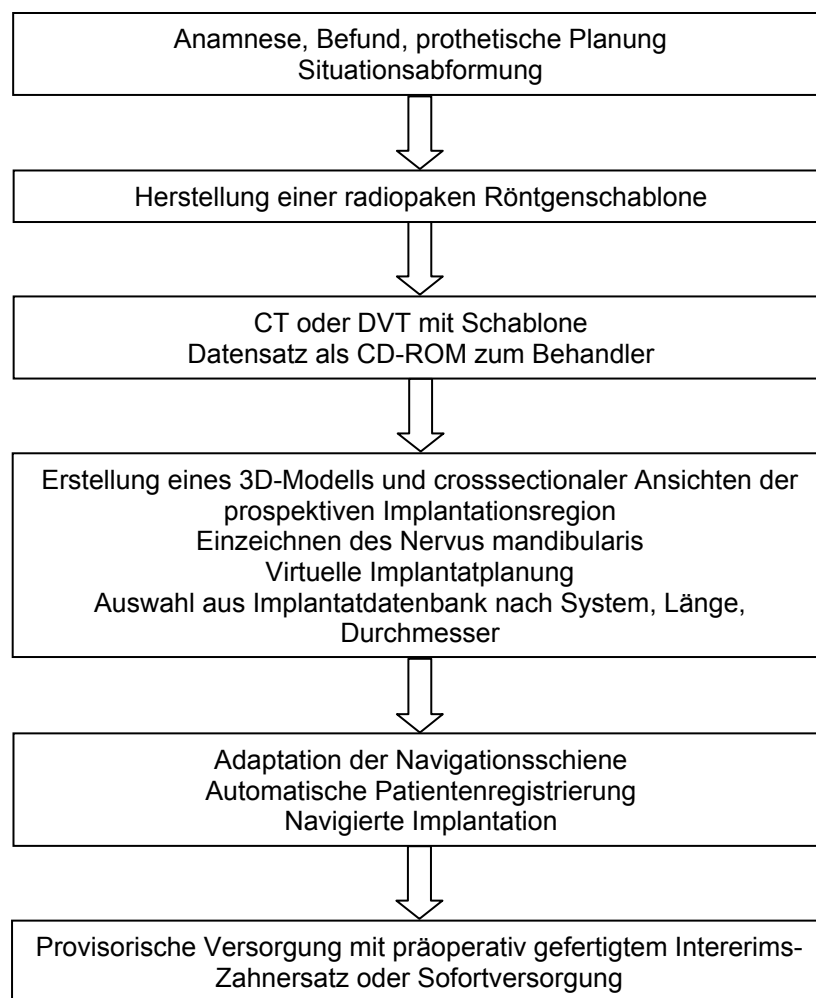 Anamnese, Befund, prothetische Planung
Situationsabformung
Herstellung einer radiopaken Röntgenschablone
CT oder DVT mit Schablone
Datensatz als CD-ROM zum Behandler
Erstellung eines 3D-Modells und crosssectionaler Ansichten der
prospektiven Implantationsregion
Einzeichnen des Nervus mandibularis
Virtuelle Implantatplanung
Auswahl aus Implantatdatenbank nach System, Länge,
Durchmesser
Adaptation der Navigationsschiene
Automatische Patientenregistrierung
Navigierte Implantation
Provisorische Versorgung mit präoperativ gefertigtem Intererims-
Zahnersatz oder Sofortversorgung